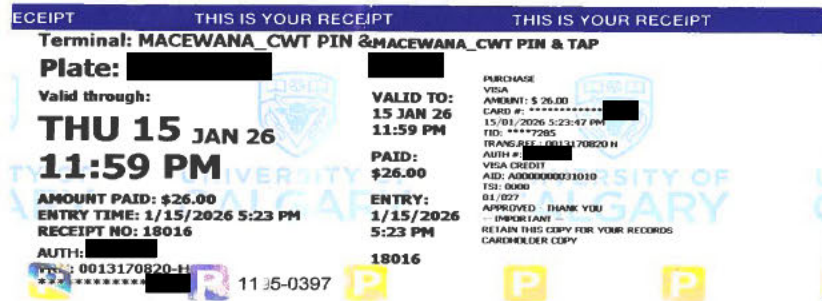 ECEIPT THIS IS YOUR RECEIPT THIS IS YOUR RECEIPT
Terminal: MACEWANA_CWT PIN &
Plate:
Valid through:
THU 15 JAN 26
11:59 PM
AMOUNT PAID: $26.00
ENTRY TIME: 1/15/2026 5:23 PM
RECEIPT NO: 18016
AUTH:
: 0013170820-H
************
MACEWANA_CWT PIN & TAP
VALID TO:
15 JAN 26
11:59 PM
PAID:
$26.00
ENTRY:
1/15/2026
5:23 PM
18016
PURCHASE
VISA
AMOUNT: $ 26.00
CARD #: ************
15/01/2026 5:23:47 PM
TID: ****7285
TRANS.REF.: 0013170820 H
AUTH #:
VISA CREDIT
AID: A0000000031010
TSI: 0000
01/027
APPROVED - THANK YOU
-- IMPORTANT --
RETAIN THIS COPY FOR YOUR RECORDS
CARDHOLDER COPY
UNIVERSITY OF
CALGARY
R R P P P